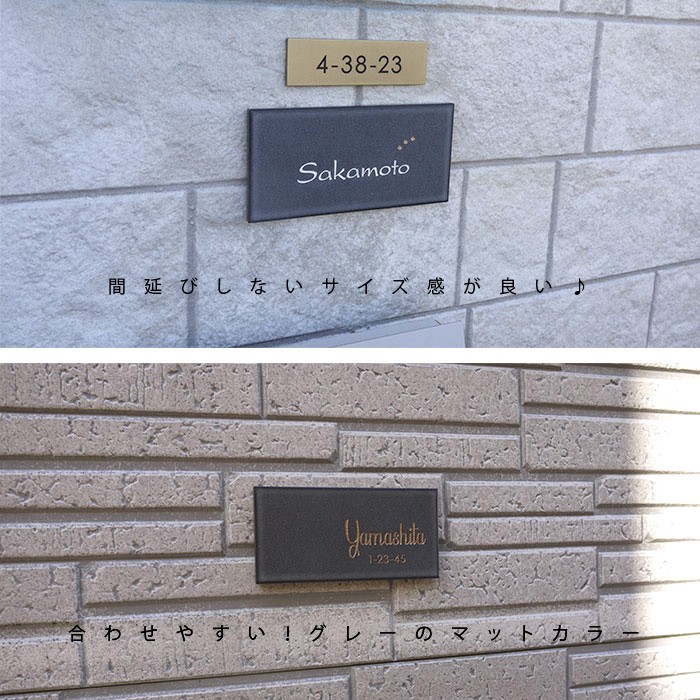 4-38-23
Sakamoto
間延びしないサイズ感が良い♪
Yamashita
1-23-45
合わせやすい!グレーのマットカラー